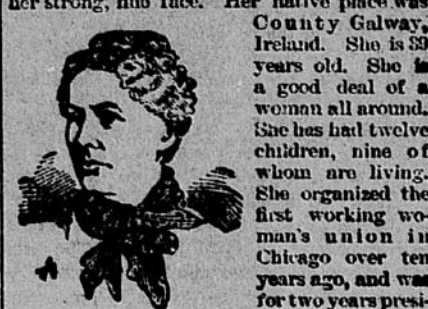 her strong, fine face. Her native place was
County Galway,
Ireland. She is 39
years old. She is
a good deal of a
woman all around.
She has had twelve
children, nine of
whom are living.
She organized the
first working wo-
man's union in
Chicago over ten
years ago, and was
for two years presi-